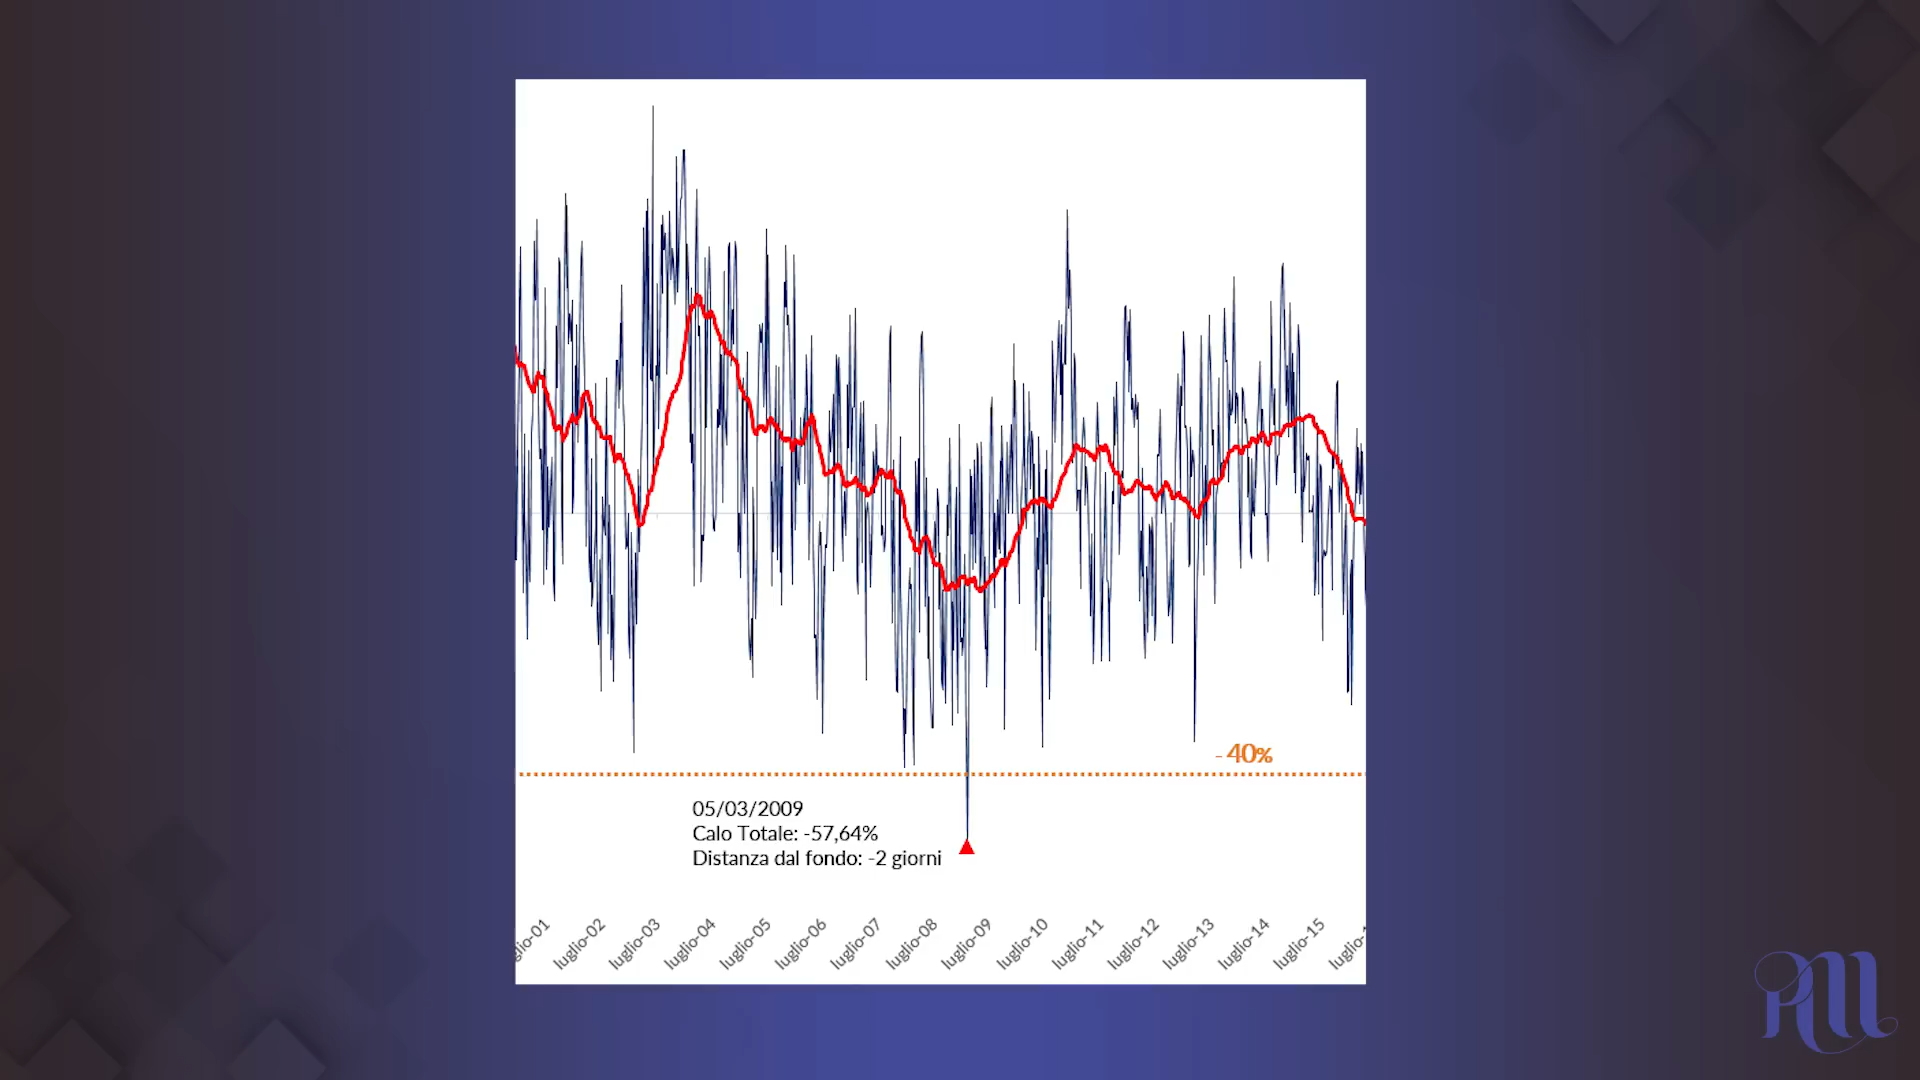 - 40%
05/03/2009
Calo Totale: -57,64%
Distanza dal fondo: -2 giorni
luglio-02
luglio-03
luglio-04
luglio-05
luglio-06
luglio-07
luglio-08
luglio-09
luglio-10
luglio-11
luglio-12
luglio-13
luglio-14
luglio-15